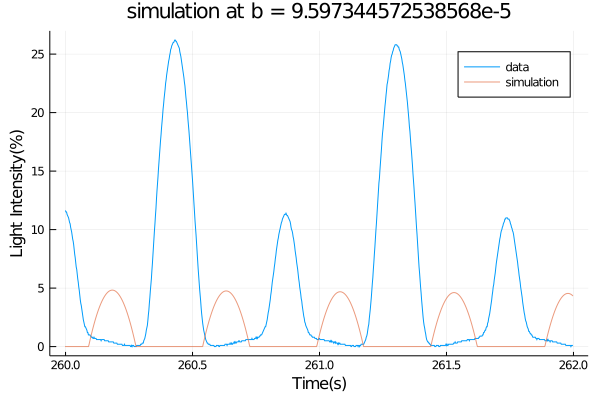 simulation at b = 9.597344572538568e-5
Light Intensity(%)
25
20
15
10
5
0
data
simulation
260.0 260.5 261.0 261.5 262.0
Time(s)